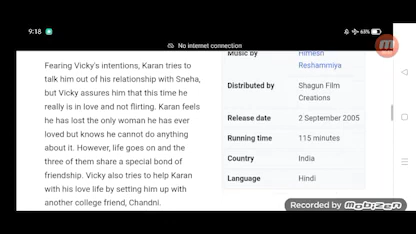 9:18
63%
No internet connection
Fearing Vicky's intentions, Karan tries to
talk him out of his relationship with Sneha,
but Vicky assures him that this time he
really is in love and not flirting. Karan feels
he has lost the only woman he has ever
loved but knows he cannot do anything
about it. However, life goes on and the
three of them share a special bond of
friendship. Vicky also tries to help Karan
with his love life by setting him up with
another college friend, Chandni.
Music by Himesh
Reshammiya
Distributed by Shagun Film
Creations
Release date 2 September 2005
Running time 115 minutes
Country India
Language Hindi
Recorded by mobizen